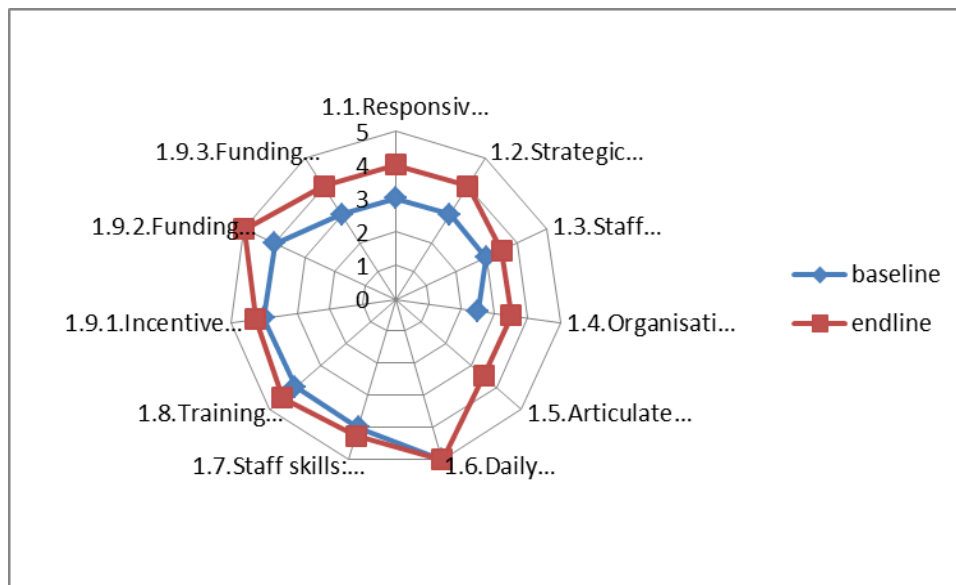 1.1.Responsiv...
1.2.Strategic...
1.3.Staff...
1.4.Organisati...
1.5.Articulate...
1.6.Daily...
1.7.Staff skills:...
1.8.Training...
1.9.1.Incentive...
1.9.2.Funding...
1.9.3.Funding...
5
4
3
2
1
0
baseline
endline